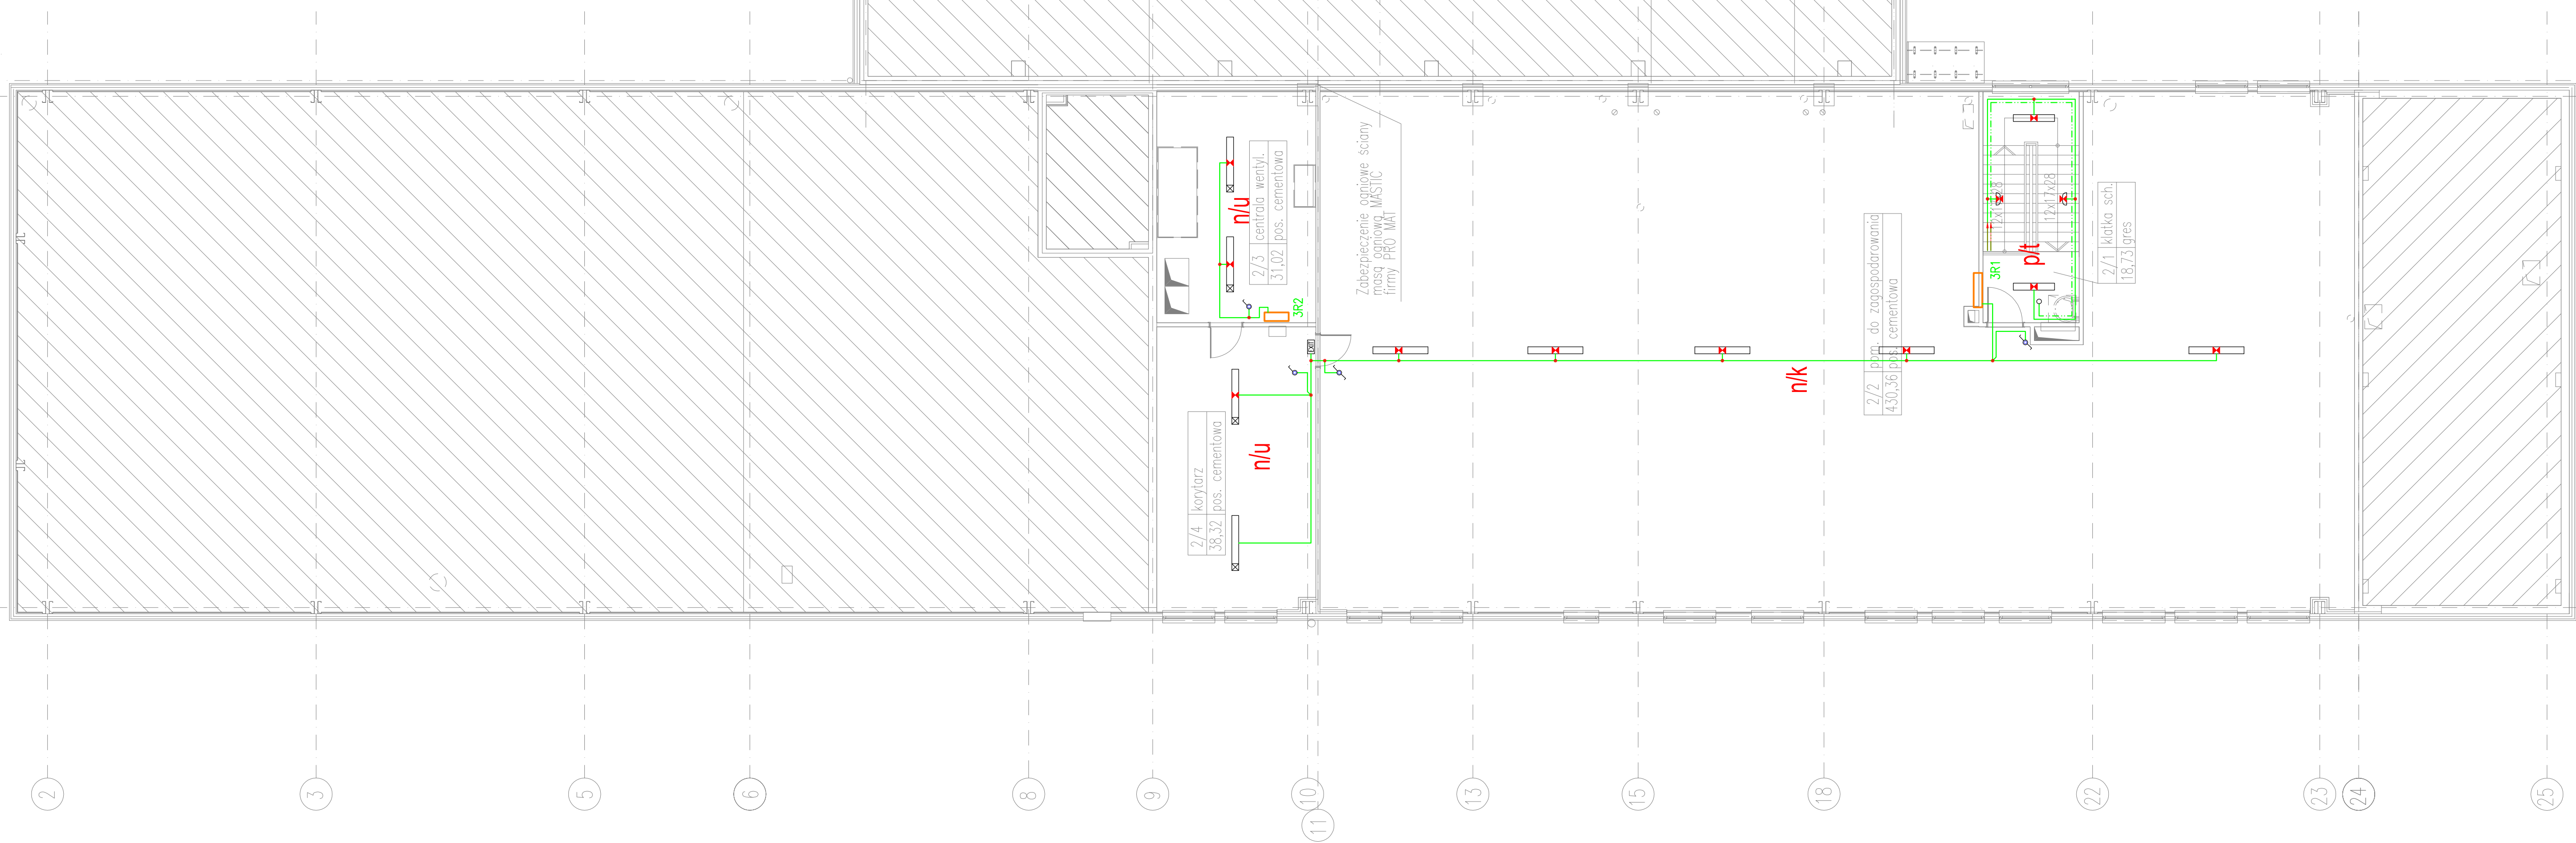 2/3 centrala wentyl.
31,02 pos. cementowa
n/u
3R2
Zabezpieczenie ogniowe ściany
masą ogniową MASTIC
firmy PRO MAT
EXIT
2/4 korytarz
38,32 pos. cementowa
n/u
n/k
2/2 pom. do zagospodarowania
430,36 pos. cementowa
12x17x28
12x17x28
p/t
3R1
2/1 klatka sch.
18,73 gres
2
3
5
6
8
9
10
11
13
15
18
22
23
24
25